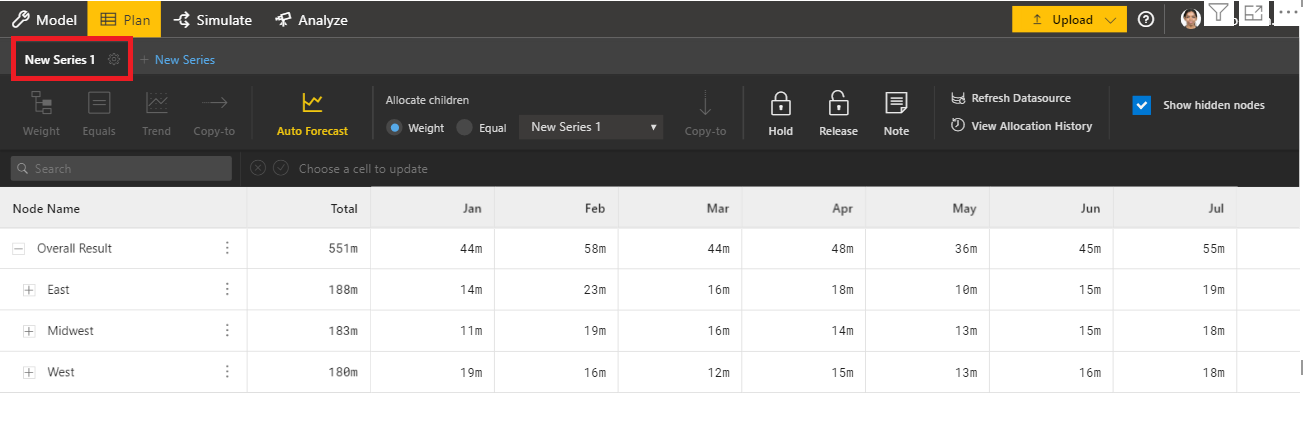 Model Plan Simulate Analyze Upload
New Series 1 + New Series
Weight Equals Trend Copy-to Auto Forecast
Allocate children
Weight Equal New Series 1
Copy-to Hold Release Note
Refresh Datasource
View Allocation History
Show hidden nodes
Search Choose a cell to update
Node Name Total Jan Feb Mar Apr May Jun Jul
Overall Result 551m 44m 58m 44m 48m 36m 45m 55m
East 188m 14m 23m 16m 18m 10m 15m 19m
Midwest 183m 11m 19m 16m 14m 13m 15m 18m
West 180m 19m 16m 12m 15m 13m 16m 18m